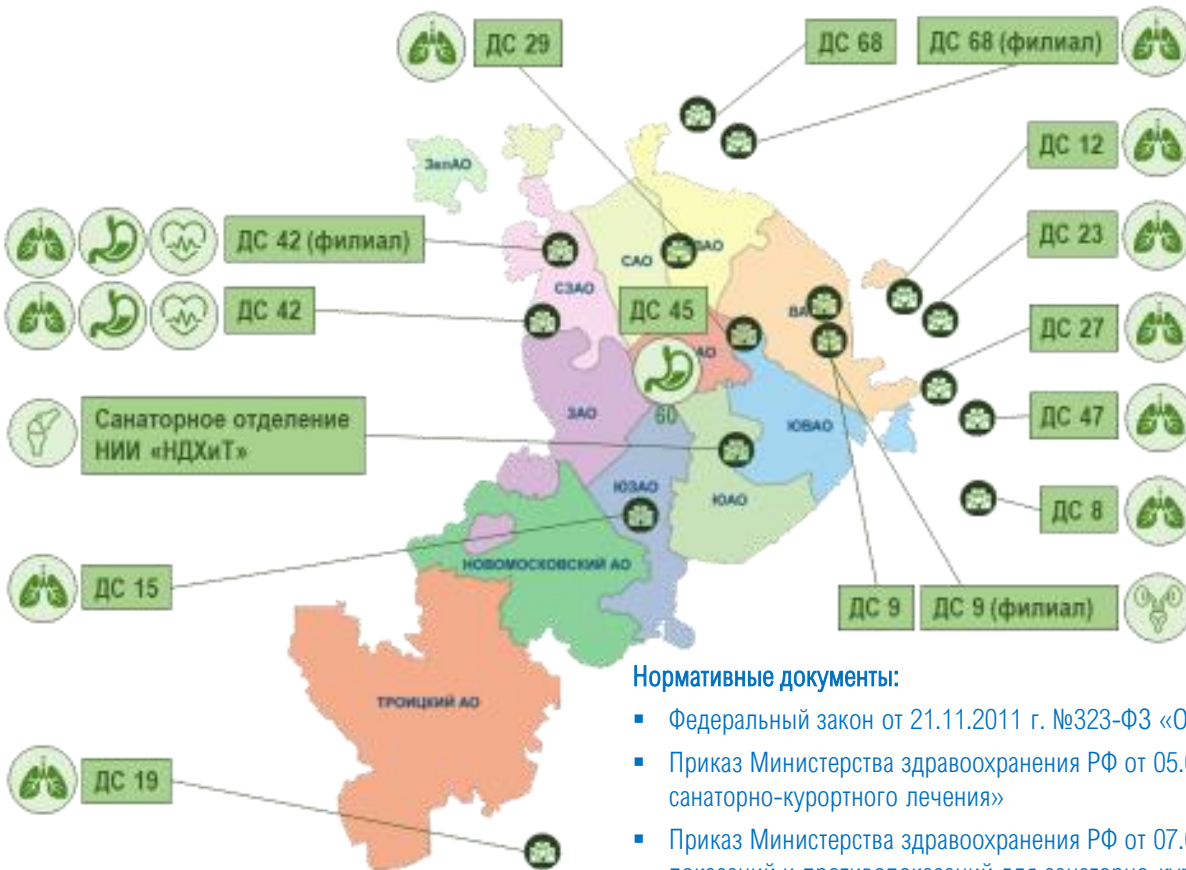 ДС 29
ДС 68
ДС 68 (филиал)
ДС 12
ЗелАО
ДС 42 (филиал)
ДС 23
САО
СЗАО
ДС 42
ДС 45
ДС 27
Санаторное отделение
НИИ «НДХиТ»
ЗАО
60
ЮВАО
ДС 47
ЮЗАО
ЮАО
ДС 8
НОВОМОСКОВСКИЙ АО
ДС 15
ДС 9
ДС 9 (филиал)
Нормативные документы:
ТРОИЦКИЙ АО
▪ Федеральный закон от 21.11.2011 г. №323-ФЗ «О
▪ Приказ Министерства здравоохранения РФ от 05.
санаторно-курортного лечения»
ДС 19
▪ Приказ Министерства здравоохранения РФ от 07.